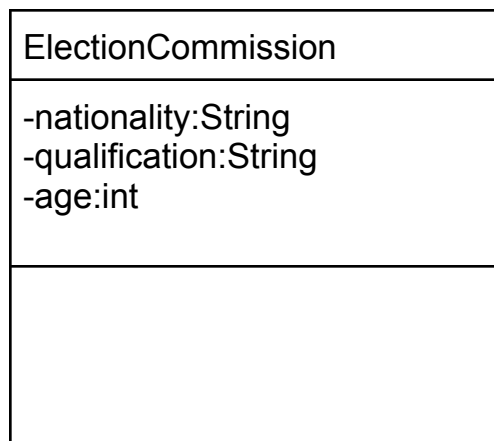 ElectionCommission
-nationality:String
-qualification:String
-age:int